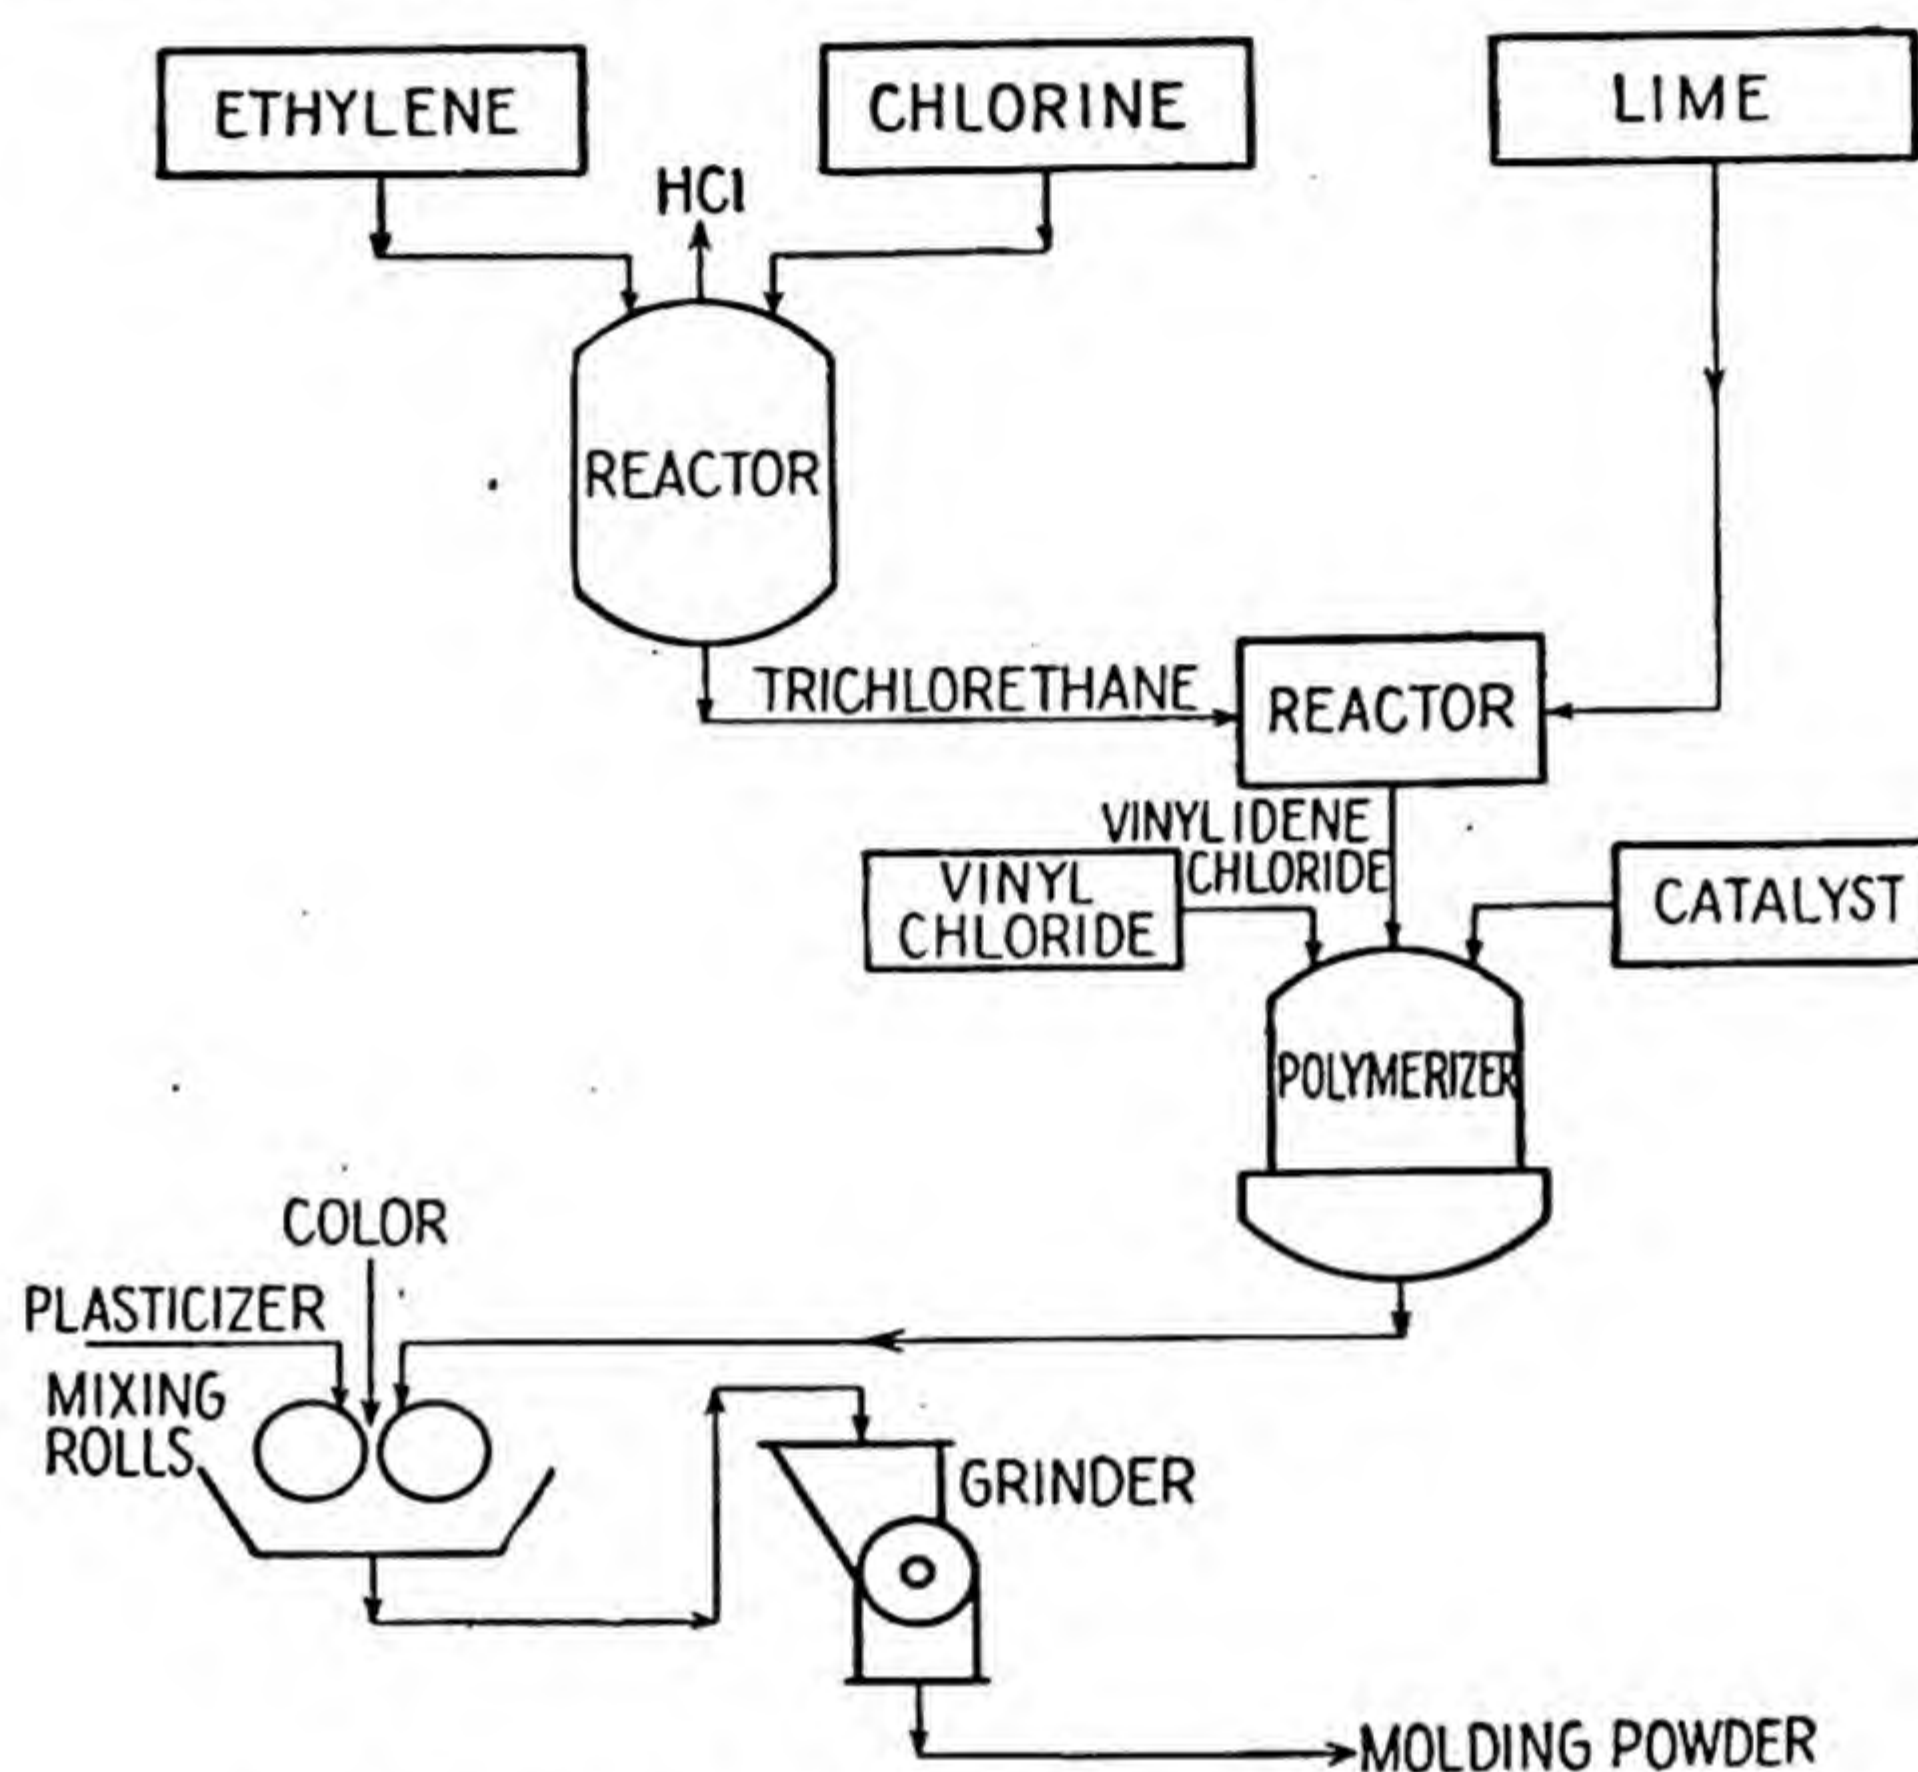 ETHYLENE
CHLORINE
LIME
HCl
REACTOR
TRICHLORETHANE
REACTOR
VINYLIDENE
CHLORIDE
VINYL
CHLORIDE
CATALYST
POLYMERIZER
COLOR
PLASTICIZER
MIXING
ROLLS
GRINDER
MOLDING POWDER